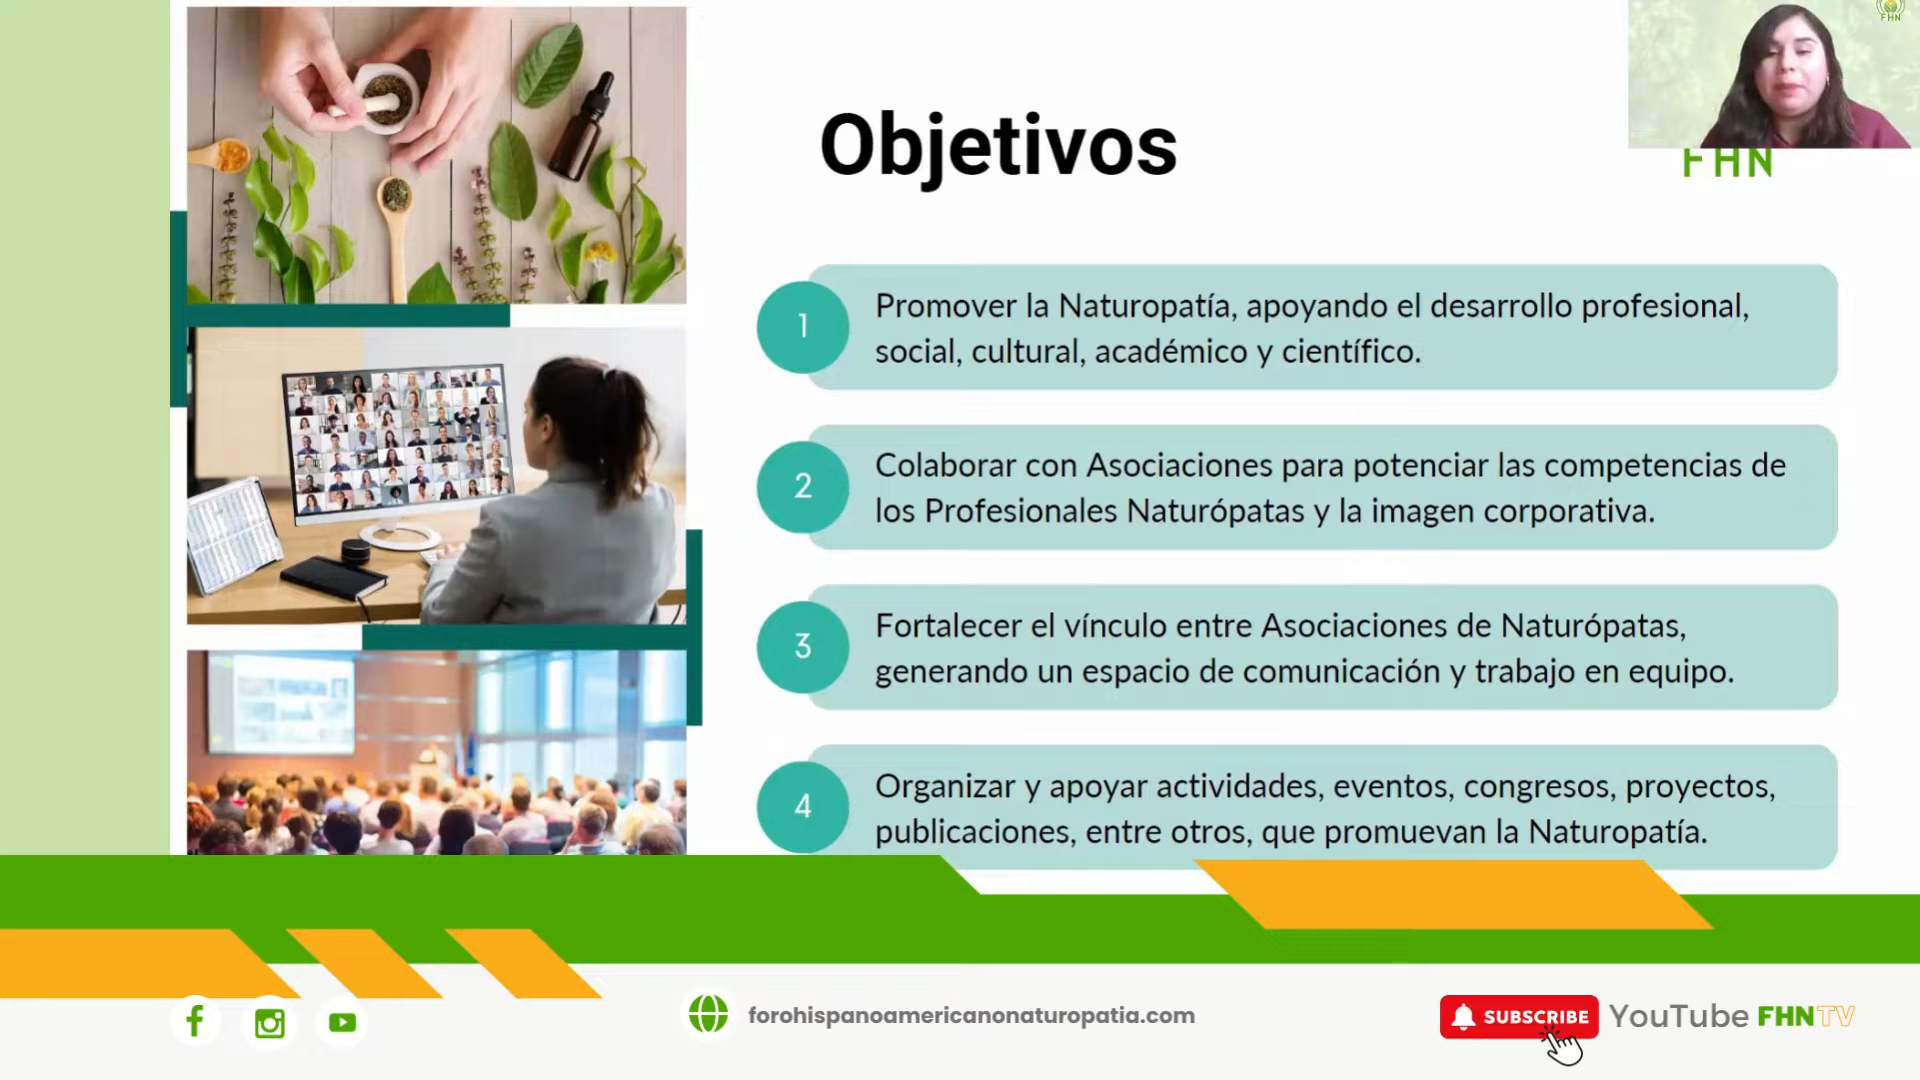 FHN
Objetivos
FHN
1
Promover la Naturopatía, apoyando el desarrollo profesional,
social, cultural, académico y científico.
2
Colaborar con Asociaciones para potenciar las competencias de
los Profesionales Naturópatas y la imagen corporativa.
3
Fortalecer el vínculo entre Asociaciones de Naturópatas,
generando un espacio de comunicación y trabajo en equipo.
4
Organizar y apoyar actividades, eventos, congresos, proyectos,
publicaciones, entre otros, que promuevan la Naturopatía.
forohispanoamericanonaturopatia.com
SUBSCRIBE
YouTube FHNTV